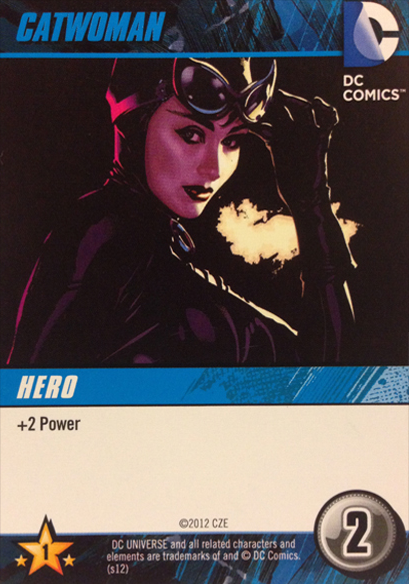 CATWOMAN
DC
COMICS™
HERO
+2 Power
©2012 CZE
1
DC UNIVERSE and all related characters and
elements are trademarks of and © DC Comics.
(s12)
2